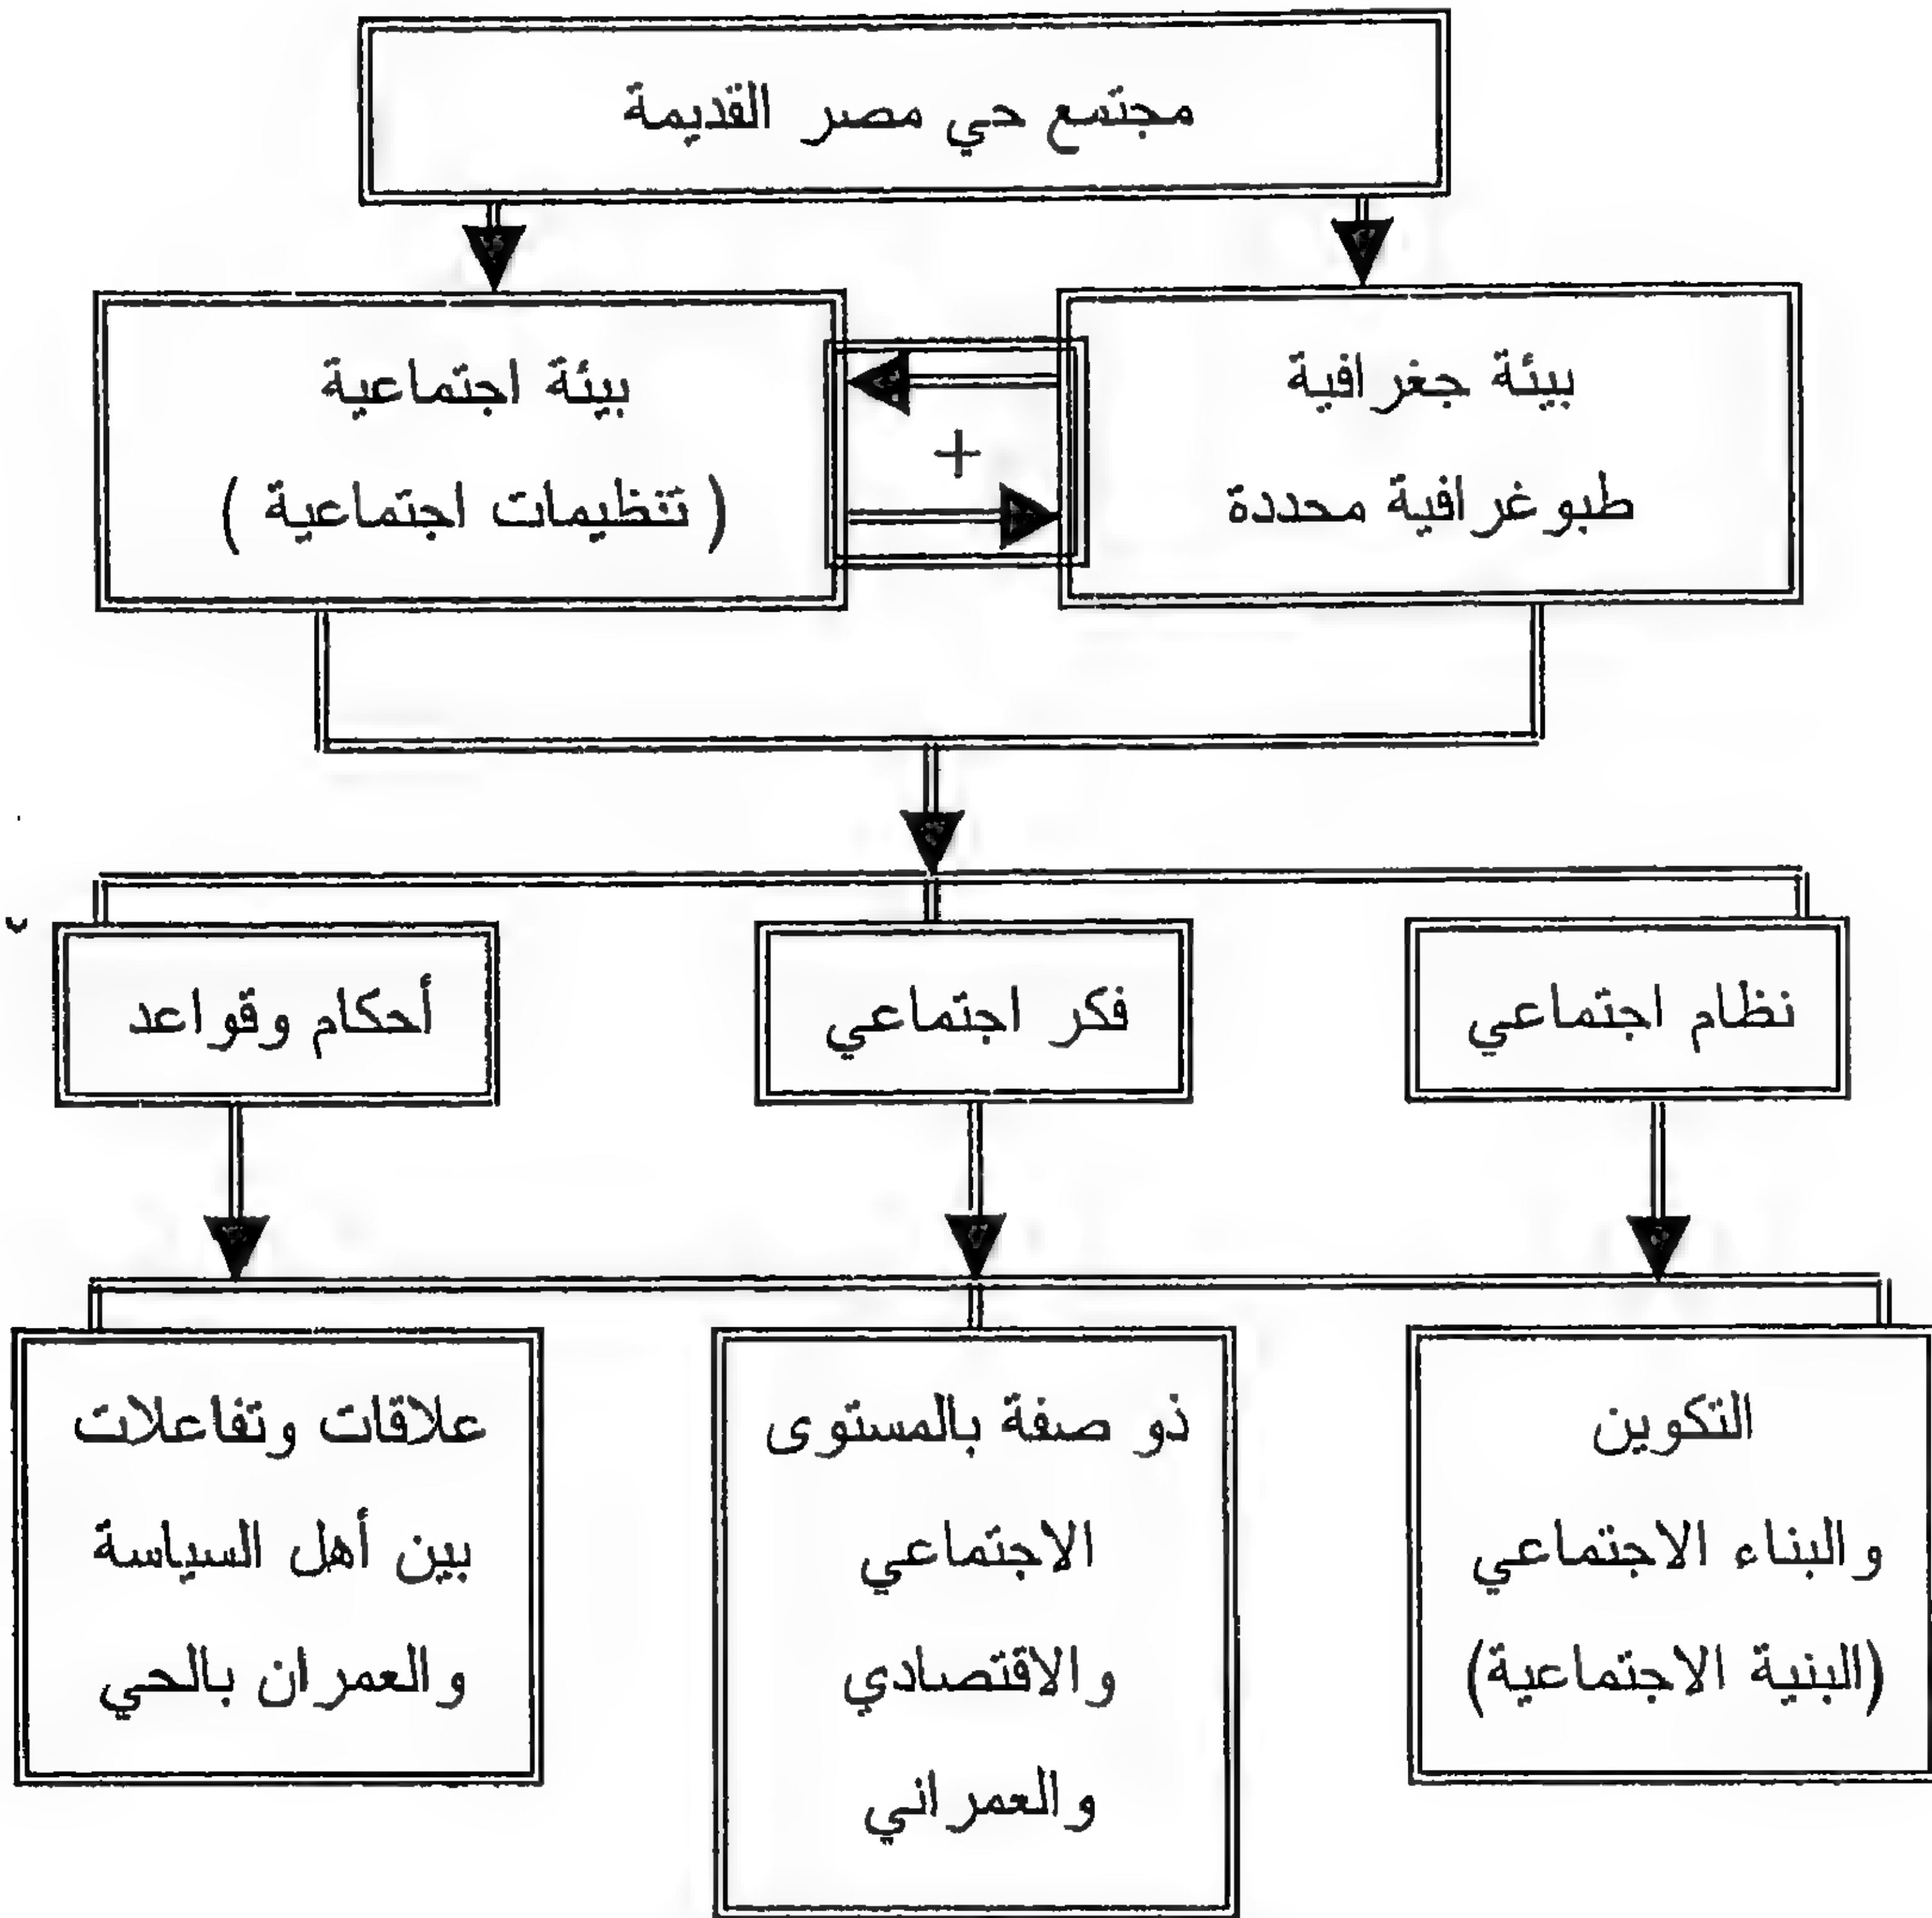 مجتمع حي مصر القديمة
بيئة جغرافية
طبوغرافية محددة
+
بيئة اجتماعية
( تنظيمات اجتماعية )
نظام اجتماعي
فكر اجتماعي
أحكام وقواعد
التكوين
والبناء الاجتماعي
(البنية الاجتماعية)
ذو صفة بالمستوى
الاجتماعي
والاقتصادي
والعمراني
علاقات وتفاعلات
بين أهل السياسة
والعمران بالحي